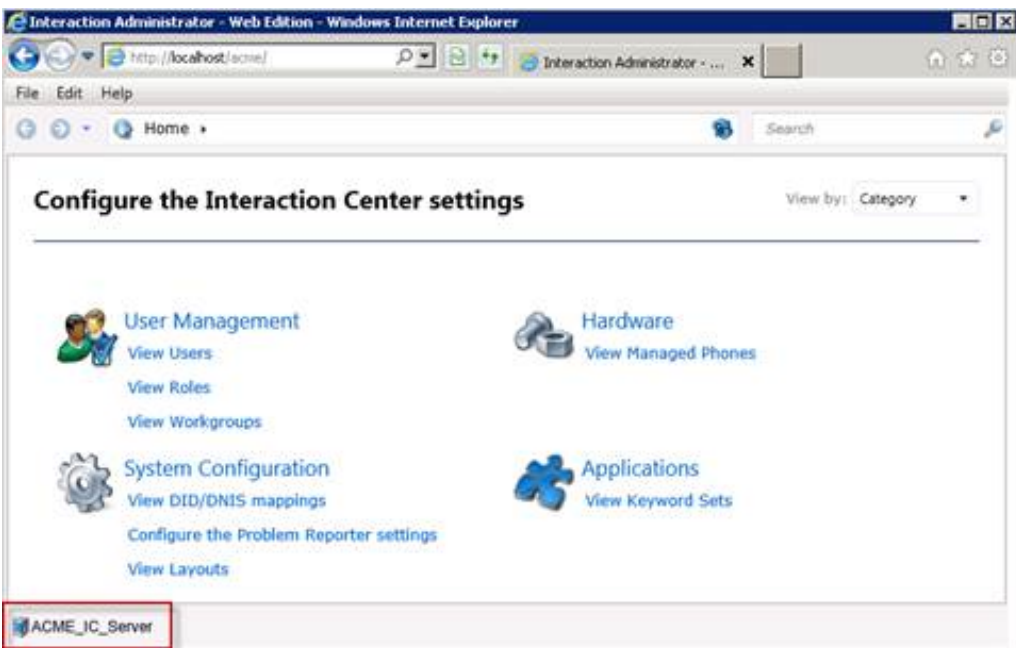 Interaction Administrator - Web Edition - Windows Internet Explorer
http://localhost/acme/
Interaction Administrator - ...
File Edit Help
Home
Search
Configure the Interaction Center settings
View by: Category
User Management
View Users
View Roles
View Workgroups
Hardware
View Managed Phones
System Configuration
View DID/DNIS mappings
Configure the Problem Reporter settings
View Layouts
Applications
View Keyword Sets
ACME_IC_Server